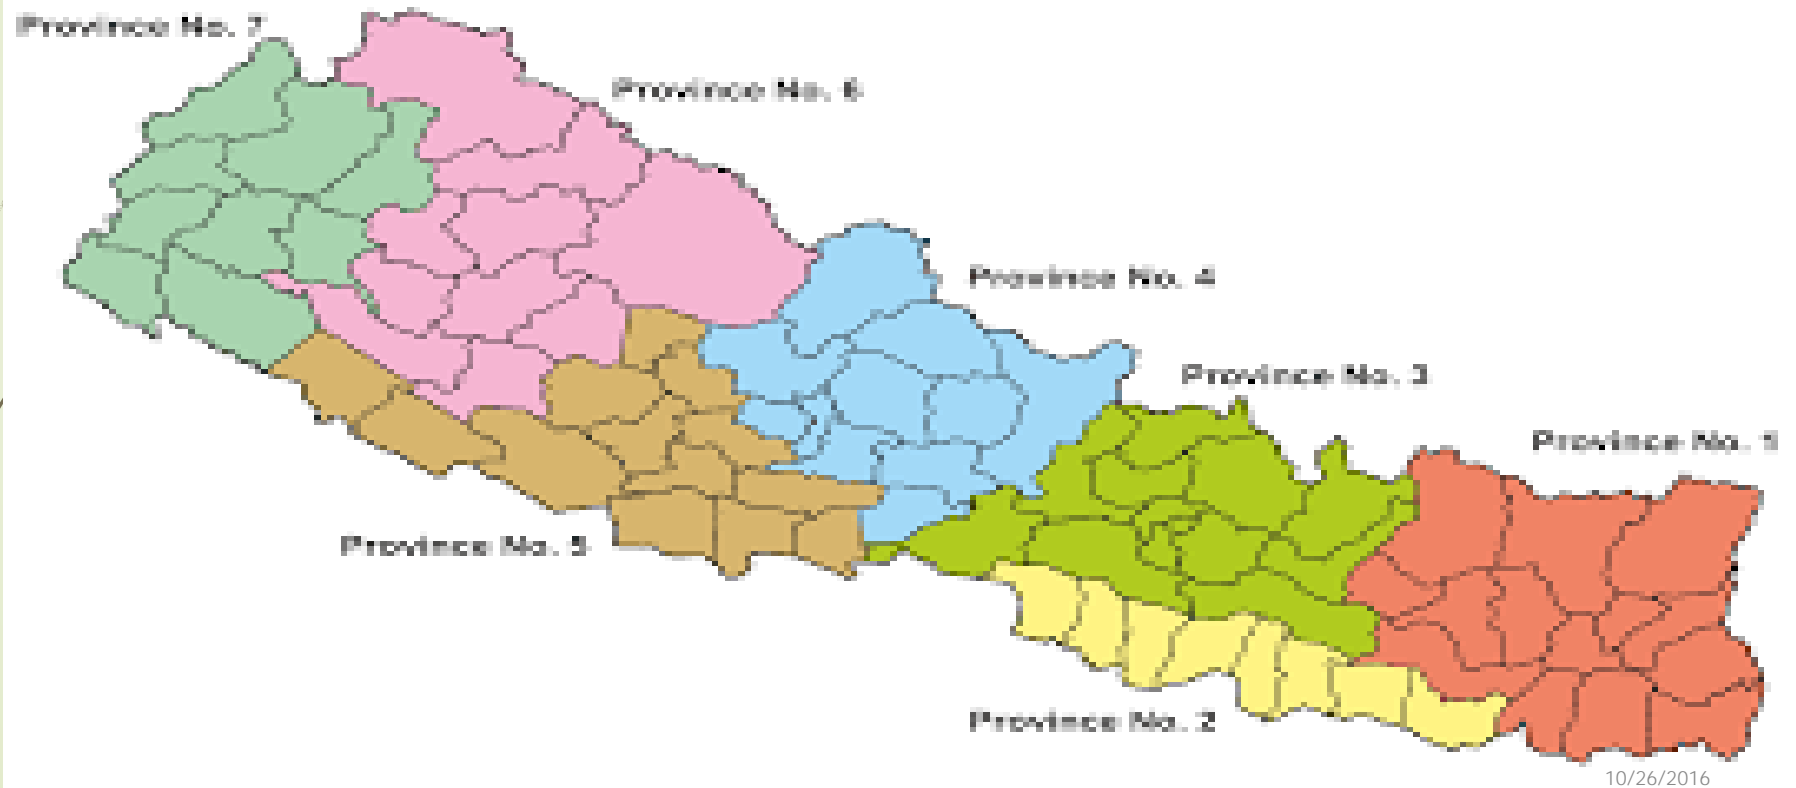 Province No. 7
Province No. 6
Province No. 4
Province No. 3
Province No. 1
Province No. 5
Province No. 2
10/26/2016